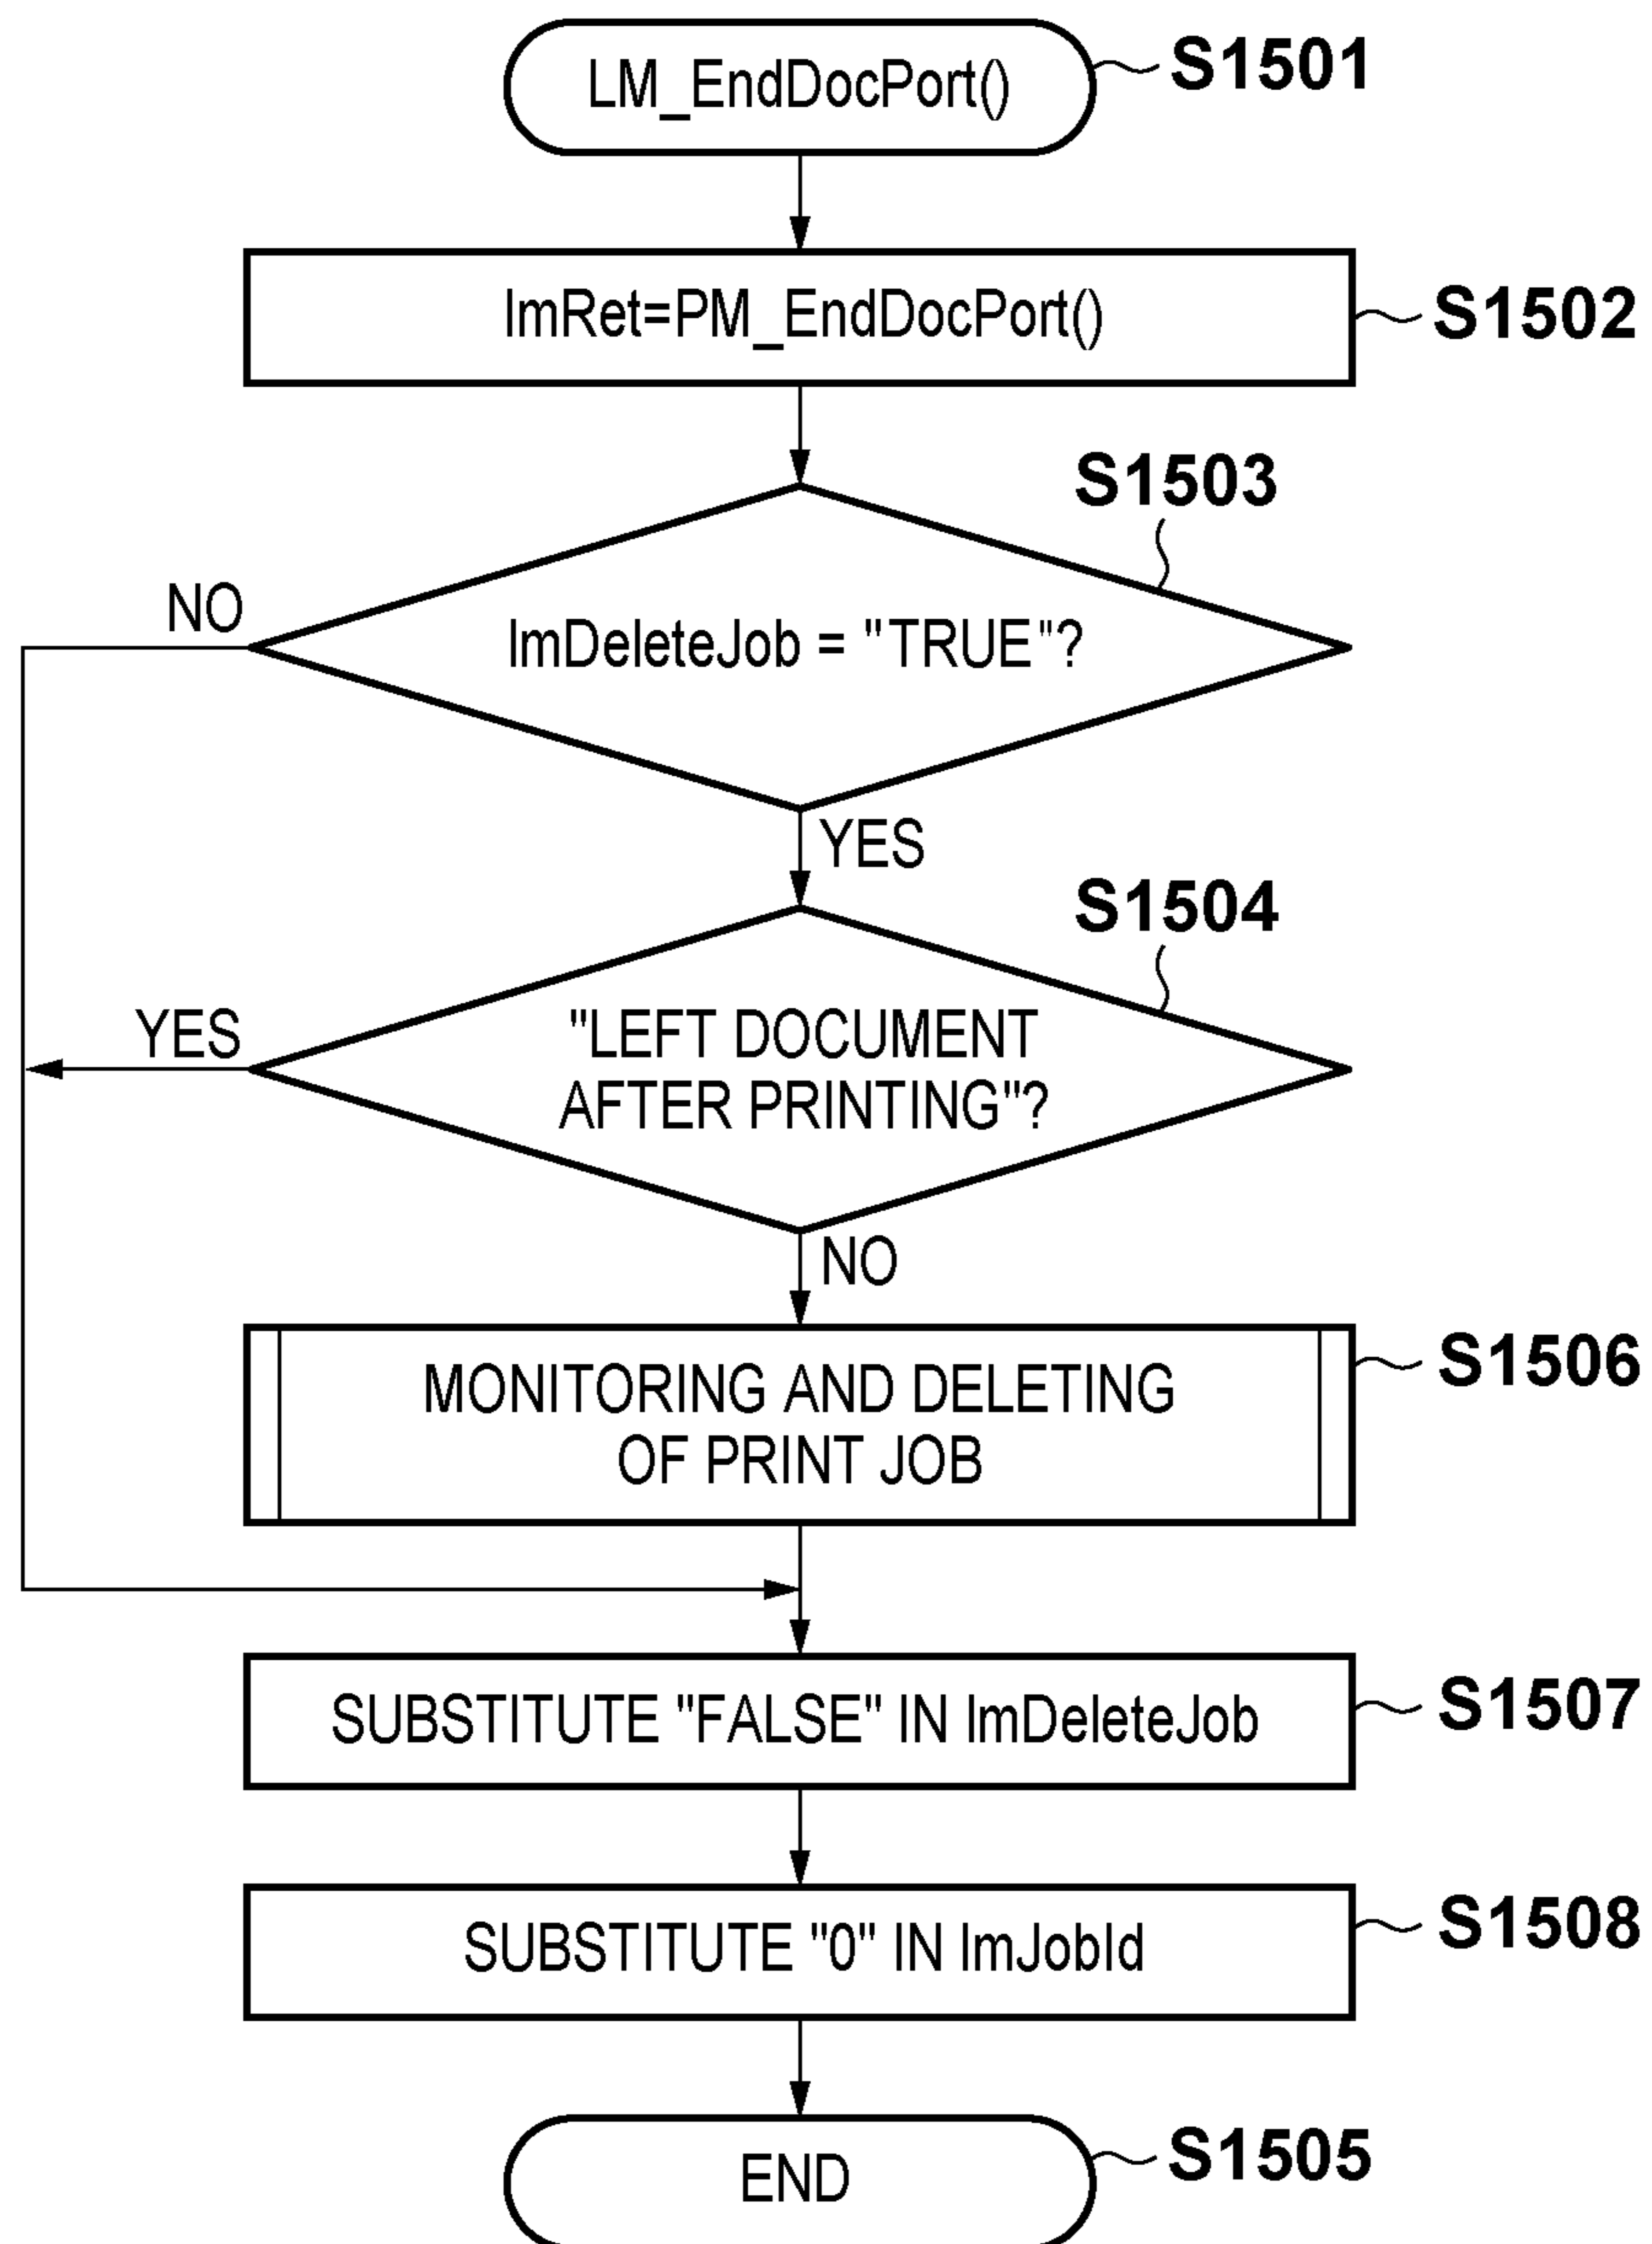 LM_EndDocPort()
S1501
lmRet=PM_EndDocPort()
S1502
S1503
NO
lmDeleteJob = "TRUE"?
YES
S1504
YES
"LEFT DOCUMENT
AFTER PRINTING"?
NO
MONITORING AND DELETING
OF PRINT JOB
S1506
SUBSTITUTE "FALSE" IN lmDeleteJob
S1507
SUBSTITUTE "0" IN lmJobId
S1508
END
S1505